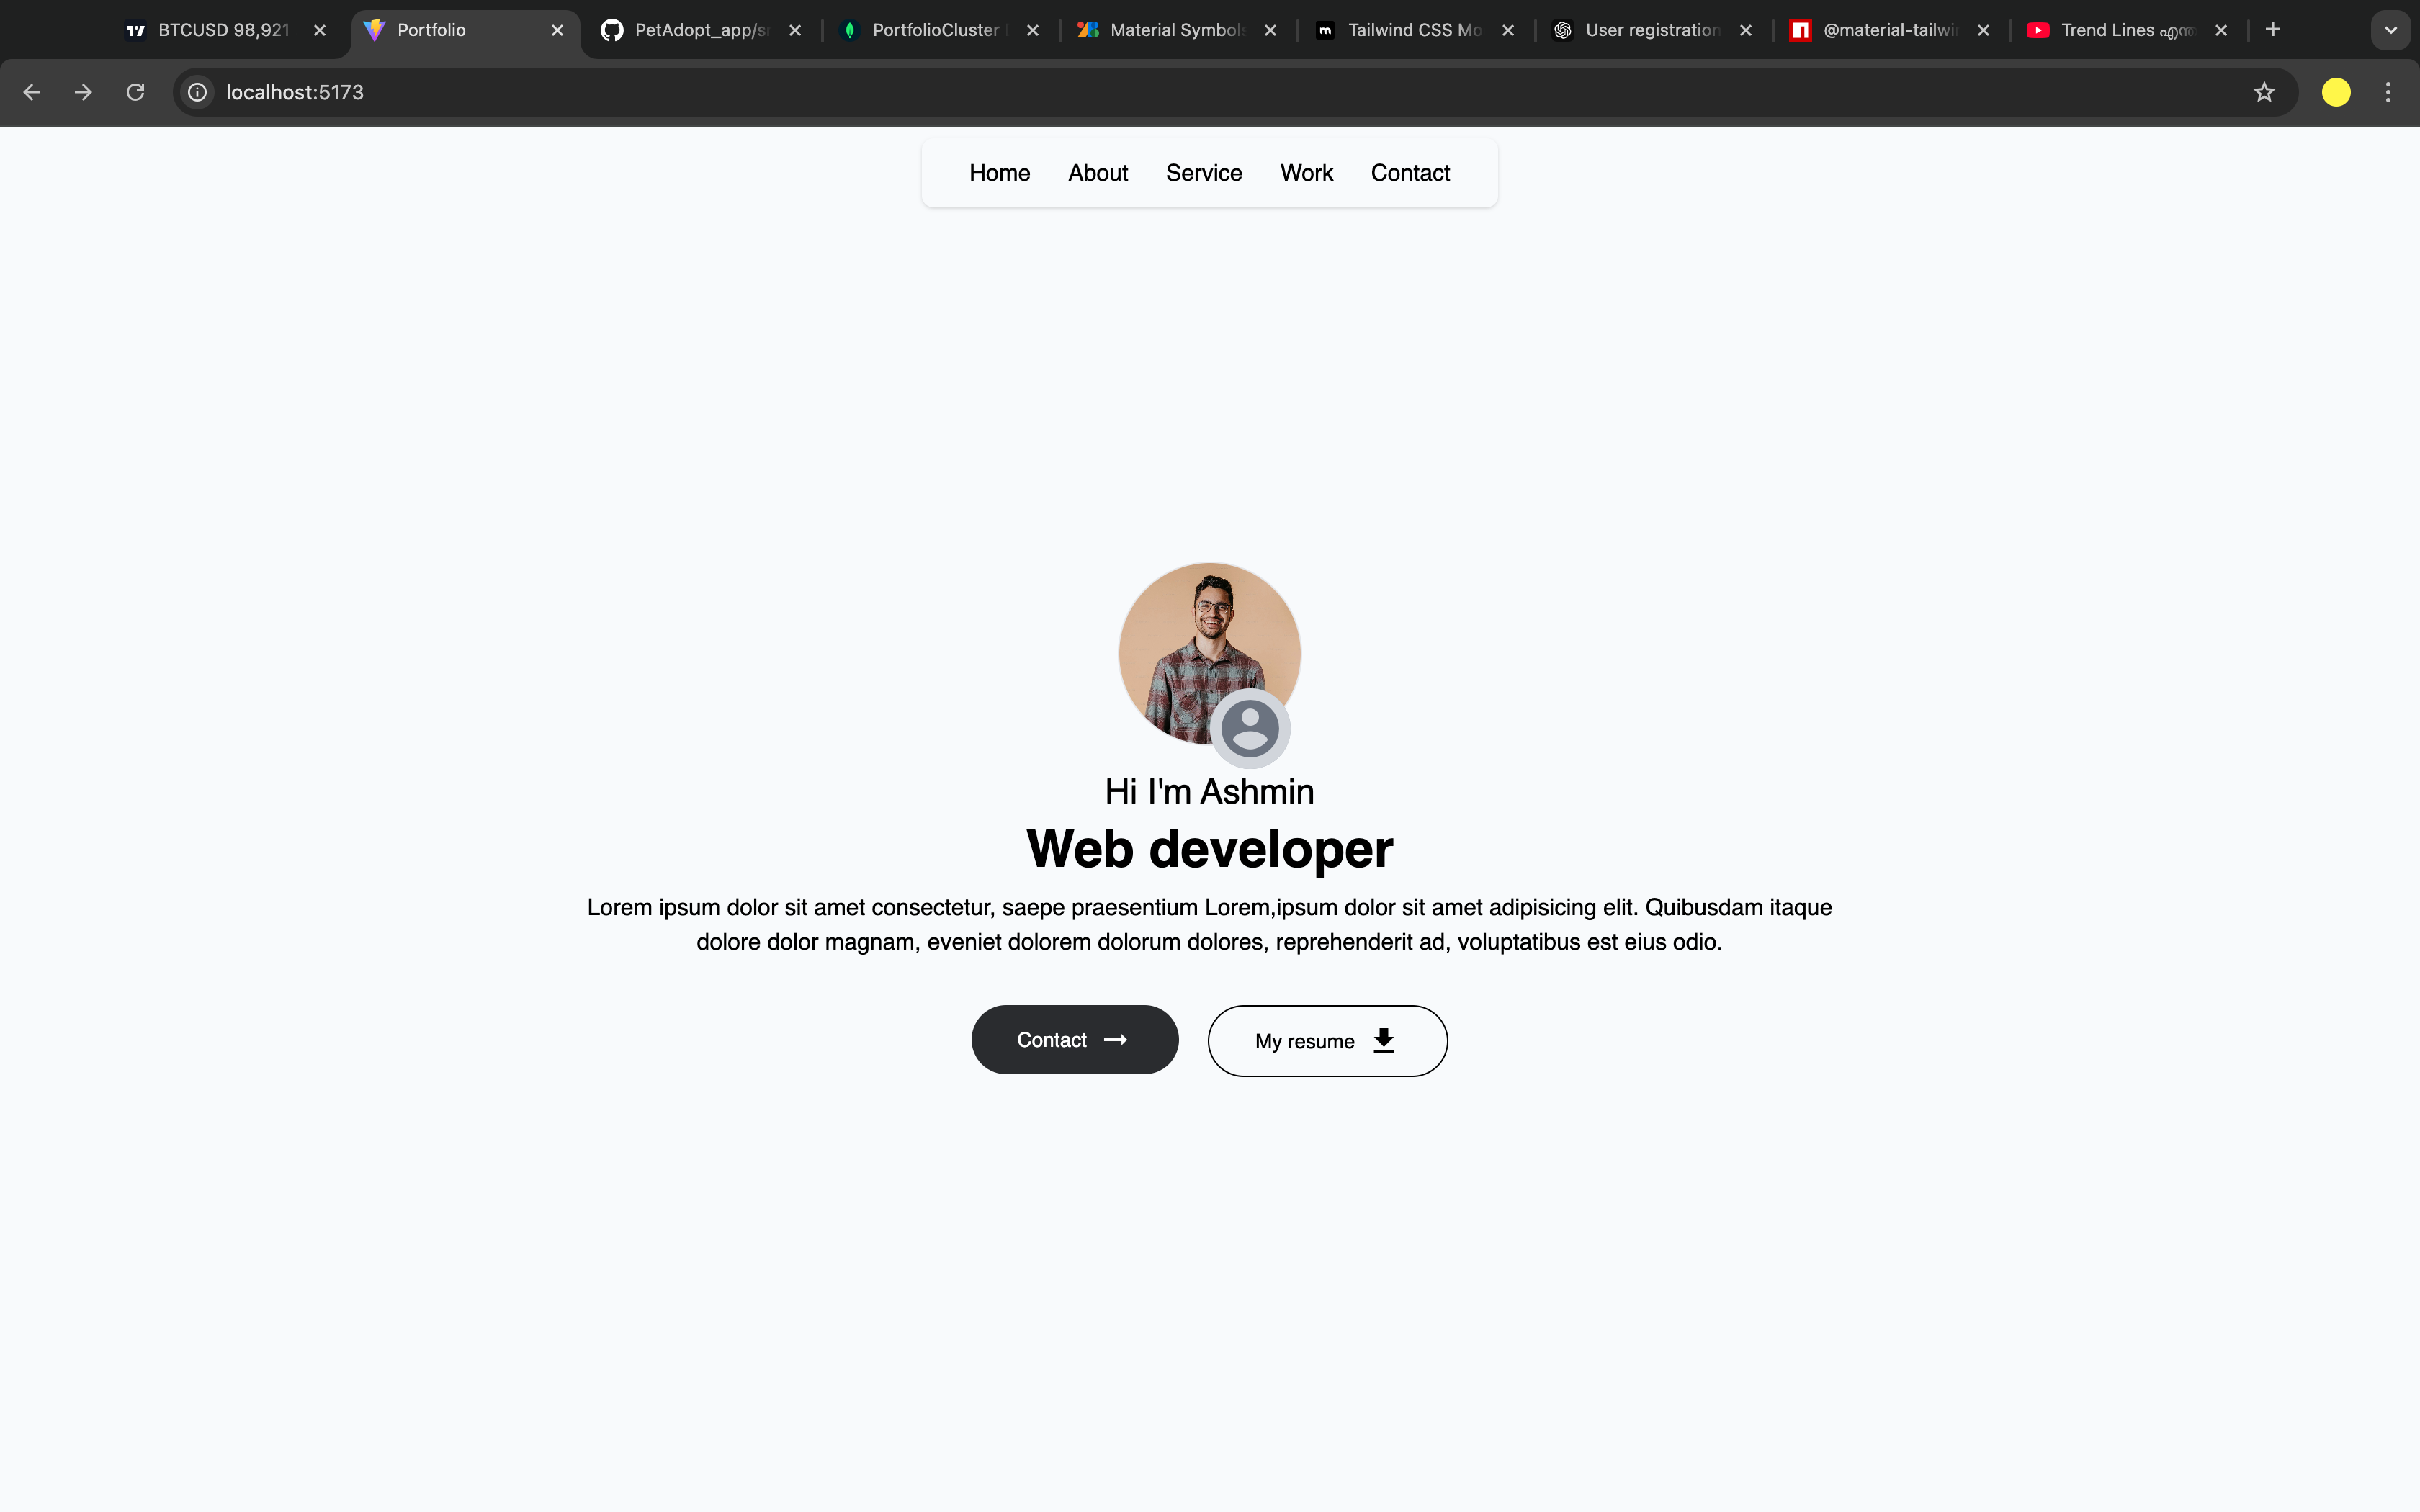 BTCUSD 98,921
Portfolio
PetAdopt_app/s
PortfolioCluster
Material Symbols
Tailwind CSS Mo
User registration
@material-tailwi
Trend Lines എന്ത
localhost:5173
Home About Service Work Contact
Hi I'm Ashmin
Web developer
Lorem ipsum dolor sit amet consectetur, saepe praesentium Lorem,ipsum dolor sit amet adipisicing elit. Quibusdam itaque
dolore dolor magnam, eveniet dolorem dolorum dolores, reprehenderit ad, voluptatibus est eius odio.
Contact
My resume